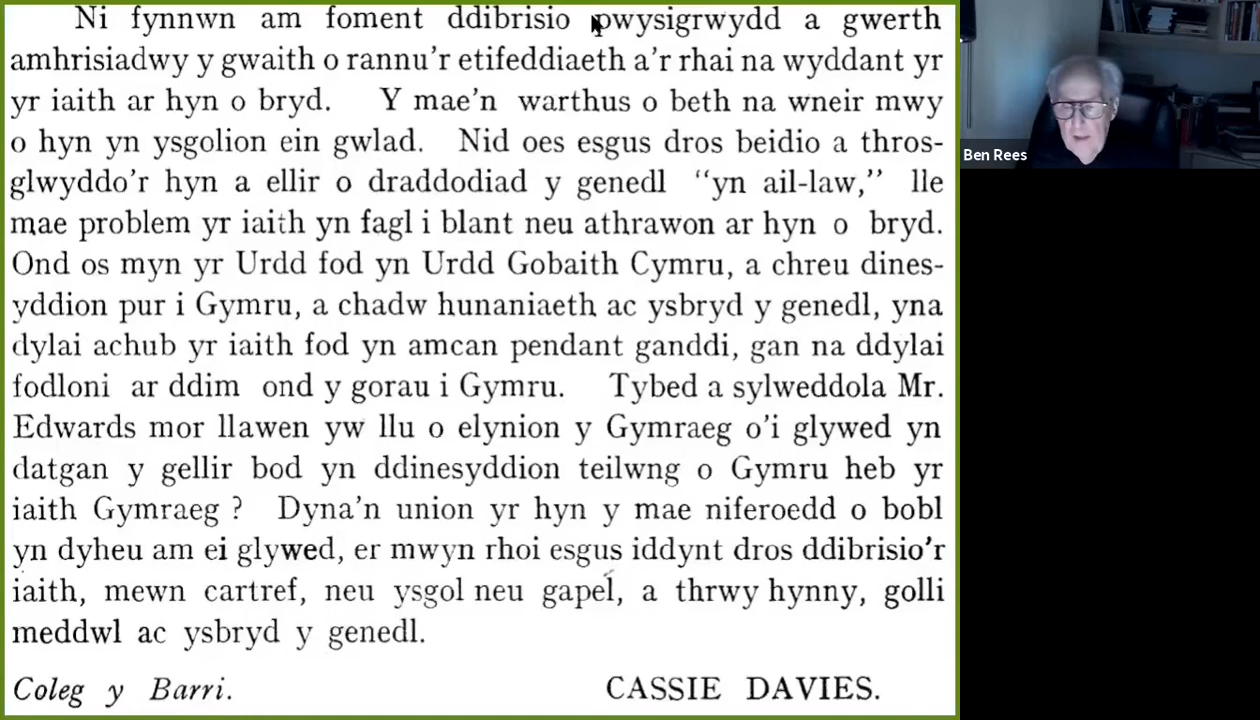 Ni fynnwn am foment ddibrisio pwysigrwydd a gwerth
amhrisiadwy y gwaith o rannu'r etifeddiaeth a'r rhai na wyddant yr
yr iaith ar hyn o bryd. Y mae'n warthus o beth na wneir mwy
o hyn yn ysgolion ein gwlad. Nid oes esgus dros beidio a thros-
glwyddo'r hyn a ellir o draddodiad y genedl “yn ail-law,” lle
mae problem yr iaith yn fagl i blant neu athrawon ar hyn o bryd.
Ond os myn yr Urdd fod yn Urdd Gobaith Cymru, a chreu dines-
yddion pur i Gymru, a chadw hunaniaeth ac ysbryd y genedl, yna
dylai achub yr iaith fod yn amcan pendant ganddi, gan na ddylai
fodloni ar ddim ond y gorau i Gymru. Tybed a sylweddola Mr.
Edwards mor llawen yw llu o elynion y Gymraeg o'i glywed yn
datgan y gellir bod yn ddinesyddion teilwng o Gymru heb yr
iaith Gymraeg ? Dyna'n union yr hyn y mae niferoedd o bobl
yn dyheu am ei glywed, er mwyn rhoi esgus iddynt dros ddibrisio'r
iaith, mewn cartref, neu ysgol neu gapel, a thrwy hynny, golli
meddwl ac ysbryd y genedl.
Coleg y Barri. CASSIE DAVIES.
Ben Rees